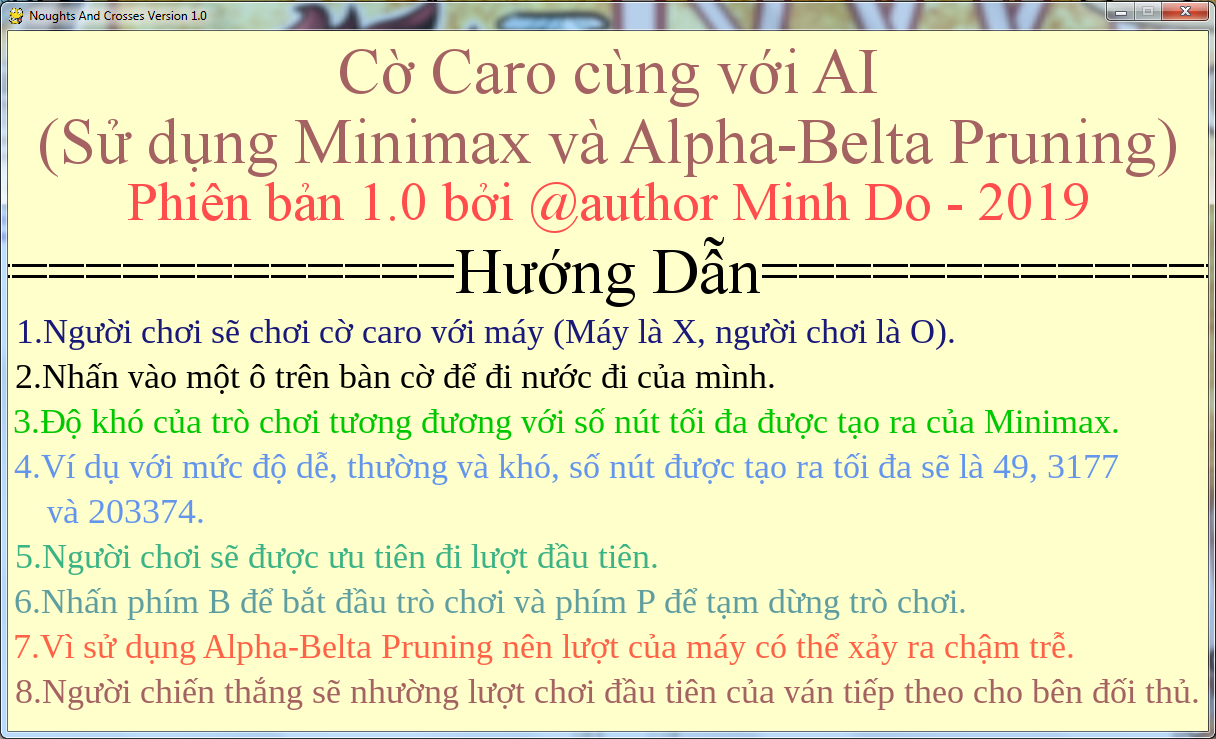 Noughts And Crosses Version 1.0
Cờ Caro cùng với AI
(Sử dụng Minimax và Alpha-Belta Pruning)
Phiên bản 1.0 bởi @author Minh Do - 2019
============Hướng Dẫn============
1.Người chơi sẽ chơi cờ caro với máy (Máy là X, người chơi là O).
2.Nhấn vào một ô trên bàn cờ để đi nước đi của mình.
3.Độ khó của trò chơi tương đương với số nút tối đa được tạo ra của Minimax.
4.Ví dụ với mức độ dễ, thường và khó, số nút được tạo ra tối đa sẽ là 49, 3177
và 203374.
5.Người chơi sẽ được ưu tiên đi lượt đầu tiên.
6.Nhấn phím B để bắt đầu trò chơi và phím P để tạm dừng trò chơi.
7.Vì sử dụng Alpha-Belta Pruning nên lượt của máy có thể xảy ra chậm trễ.
8.Người chiến thắng sẽ nhường lượt chơi đầu tiên của ván tiếp theo cho bên đối thủ.